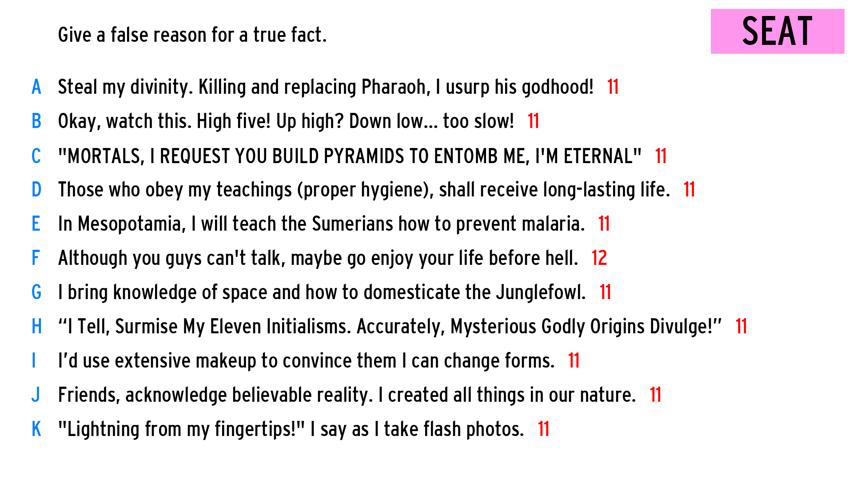 Give a false reason for a true fact.
SEAT
A Steal my divinity. Killing and replacing Pharaoh, I usurp his godhood! 11
B Okay, watch this. High five! Up high? Down low... too slow! 11
C "MORTALS, I REQUEST YOU BUILD PYRAMIDS TO ENTOMB ME, I'M ETERNAL" 11
D Those who obey my teachings (proper hygiene), shall receive long-lasting life. 11
E In Mesopotamia, I will teach the Sumerians how to prevent malaria. 11
F Although you guys can't talk, maybe go enjoy your life before hell. 12
G I bring knowledge of space and how to domesticate the Junglefowl. 11
H “I Tell, Surmise My Eleven Initialisms. Accurately, Mysterious Godly Origins Divulge!” 11
I I’d use extensive makeup to convince them I can change forms. 11
J Friends, acknowledge believable reality. I created all things in our nature. 11
K "Lightning from my fingertips!" I say as I take flash photos. 11